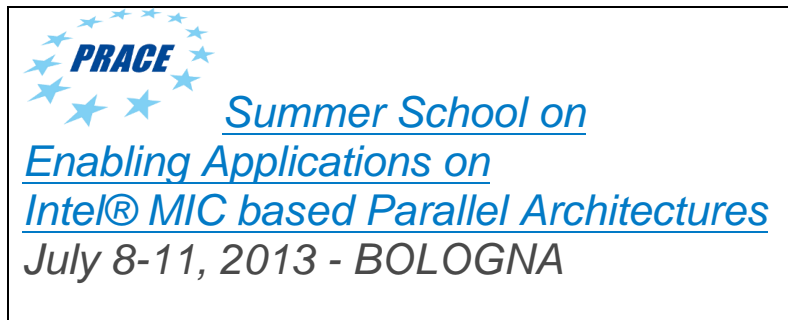 PRACE
Summer School on
Enabling Applications on
Intel® MIC based Parallel Architectures
July 8-11, 2013 - BOLOGNA